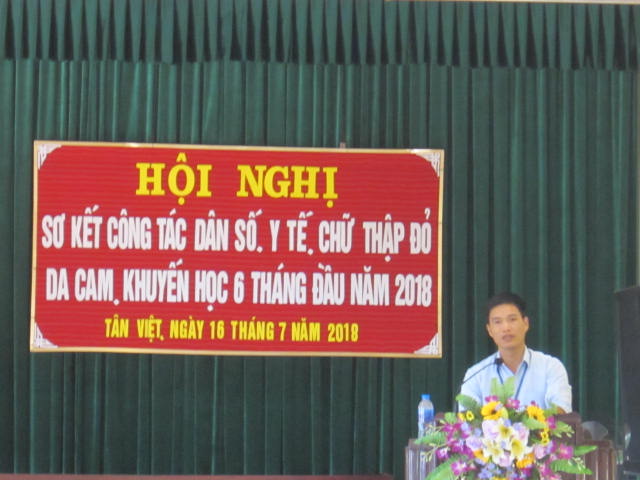 HỘI NGHỊ
SƠ KẾT CÔNG TÁC DÂN SỐ. Y TẾ. CHỮ THẬP ĐỎ
DA CAM. KHUYẾN HỌC 6 THÁNG ĐẦU NĂM 2018
TÂN VIỆT, NGÀY 16 THÁNG 7 NĂM 2018